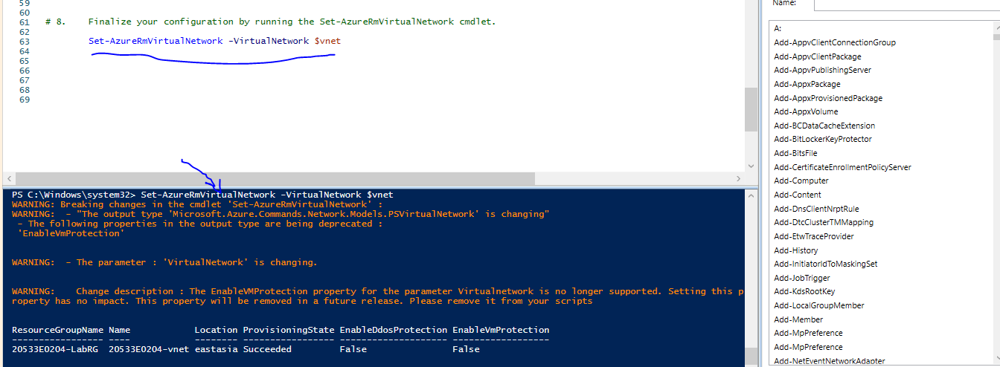 59
60
61 # 8. Finalize your configuration by running the Set-AzureRmVirtualNetwork cmdlet.
62
63 Set-AzureRmVirtualNetwork -VirtualNetwork $vnet
64
65
66
67
68
69
PS C:\Windows\system32> Set-AzureRmVirtualNetwork -VirtualNetwork $vnet
WARNING: Breaking changes in the cmdlet 'Set-AzureRmVirtualNetwork' :
WARNING:  - "The output type 'Microsoft.Azure.Commands.Network.Models.PSVirtualNetwork' is changing"
 - The following properties in the output type are being deprecated :
 'EnableVmProtection'
WARNING:  - The parameter : 'VirtualNetwork' is changing.
WARNING:    Change description : The EnableVMProtection property for the parameter Virtualnetwork is no longer supported. Setting this p
roperty has no impact. This property will be removed in a future release. Please remove it from your scripts
ResourceGroupName Name Location ProvisioningState EnableDdosProtection EnableVmProtection
----------------- ---- -------- ----------------- -------------------- ------------------
20533E0204-LabRG 20533E0204-vnet eastasia Succeeded False False
Name:
A:
Add-AppvClientConnectionGroup
Add-AppvClientPackage
Add-AppvPublishingServer
Add-AppxPackage
Add-AppxProvisionedPackage
Add-AppxVolume
Add-BCDataCacheExtension
Add-BitLockerKeyProtector
Add-BitsFile
Add-CertificateEnrollmentPolicyServer
Add-Computer
Add-Content
Add-DnsClientNrptRule
Add-DtcClusterTMMapping
Add-EtwTraceProvider
Add-History
Add-InitiatorIdToMaskingSet
Add-JobTrigger
Add-KdsRootKey
Add-LocalGroupMember
Add-Member
Add-MpPreference
Add-MpPreference
Add-NetEventNetworkAdapter